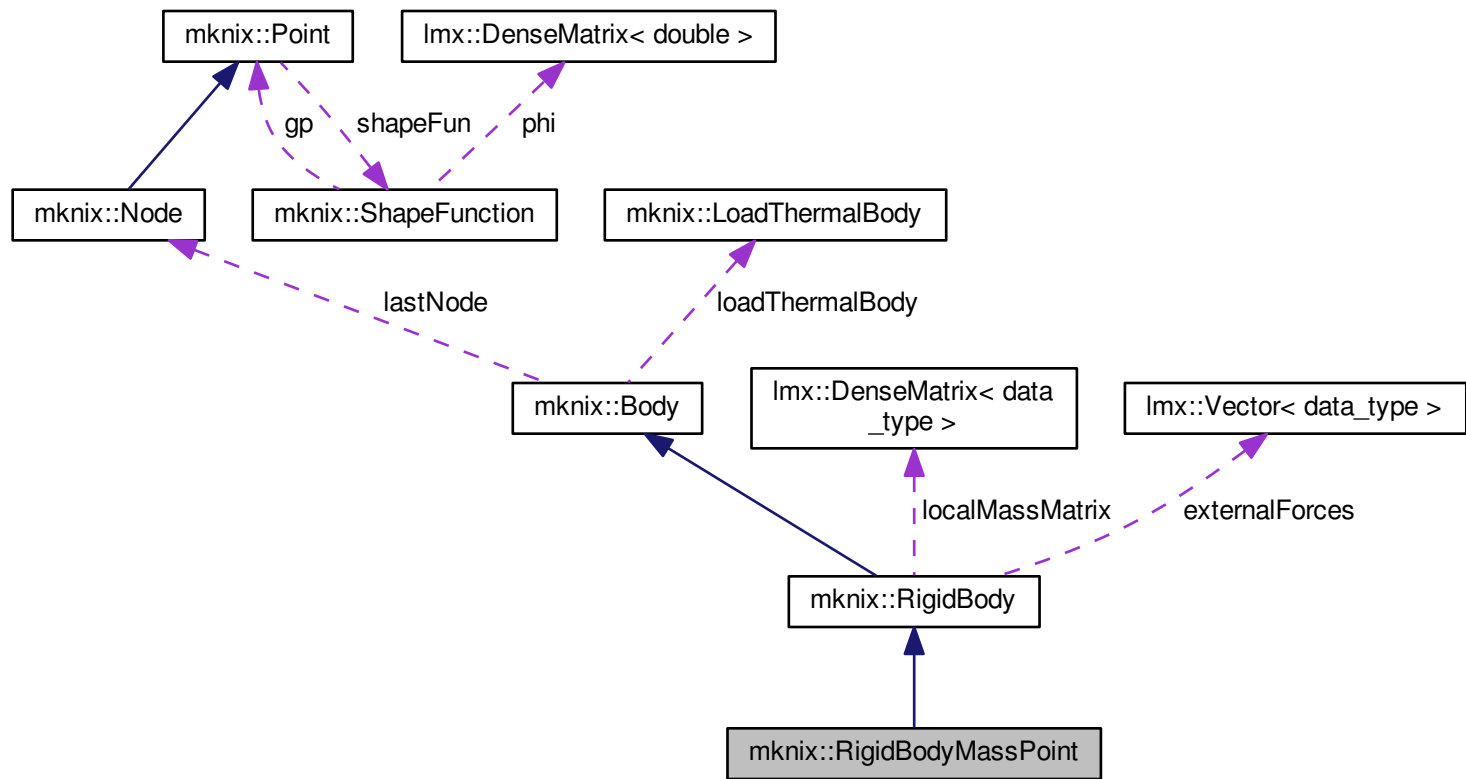 mknix::Point
lmx::DenseMatrix< double >
gp
shapeFun
phi
mknix::Node
mknix::ShapeFunction
mknix::LoadThermalBody
lastNode
loadThermalBody
mknix::Body
lmx::DenseMatrix< data
_type >
lmx::Vector< data_type >
localMassMatrix
externalForces
mknix::RigidBody
mknix::RigidBodyMassPoint